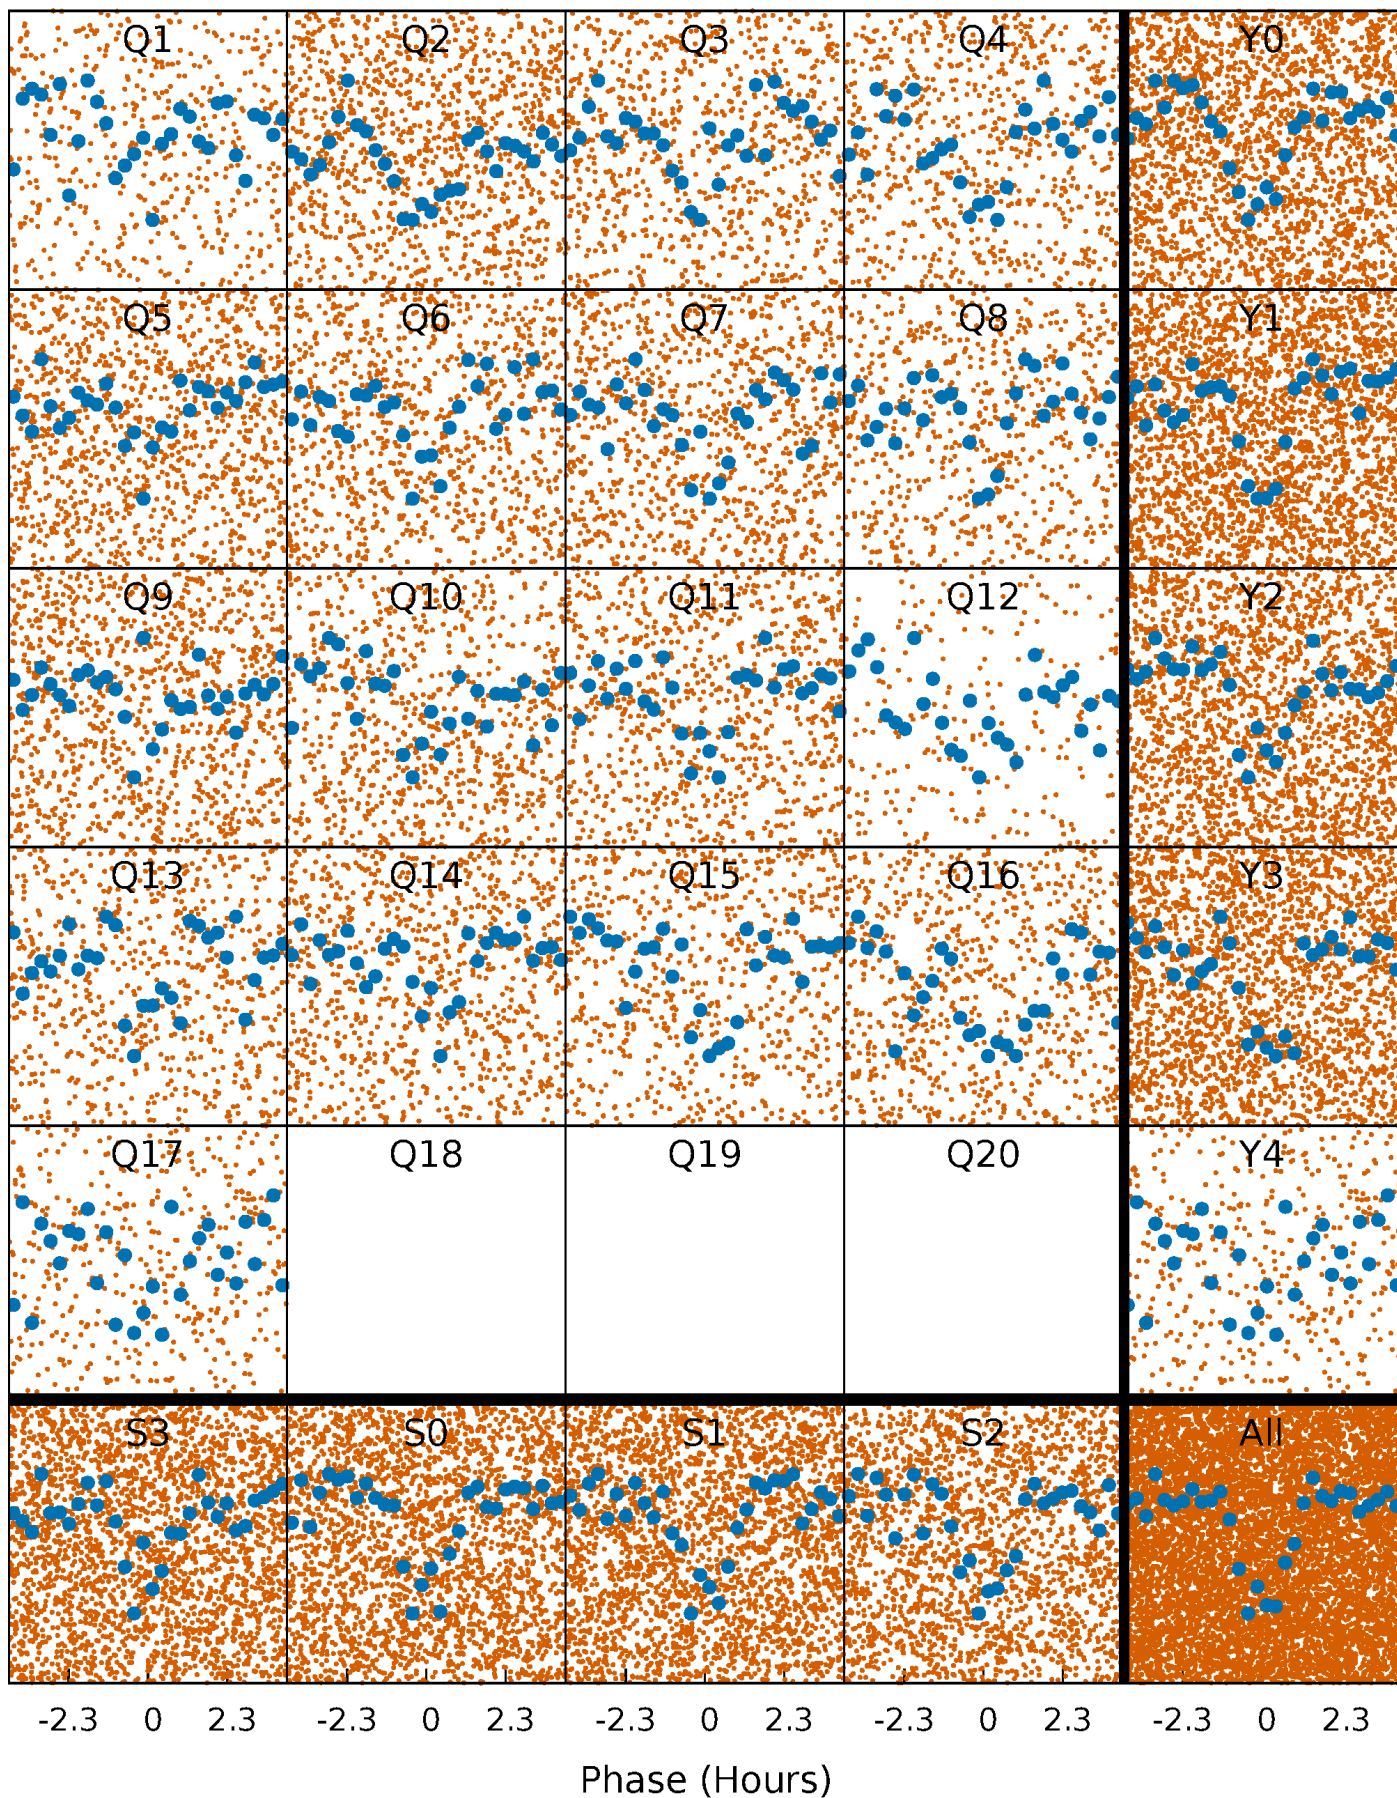 Q1 Q2 Q3 Q4 Y0
Q5 Q6 Q7 Q8 Y1
Q9 Q10 Q11 Q12 Y2
Q13 Q14 Q15 Q16 Y3
Q17 Q18 Q19 Q20 Y4
S3 S0 S1 S2 All
-2.3 0 2.3 -2.3 0 2.3 -2.3 0 2.3 -2.3 0 2.3 -2.3 0 2.3
Phase (Hours)